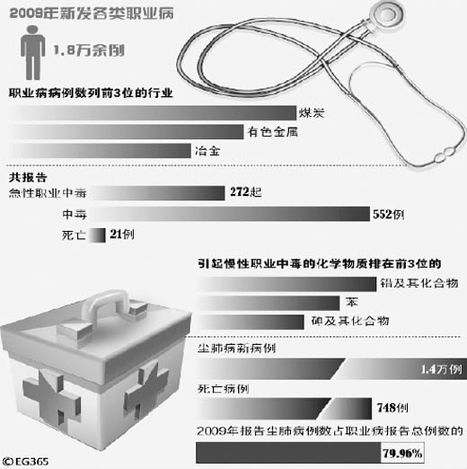 2009年新发各类职业病
1.8万余例
职业病病例数列前3位的行业
煤炭
有色金属
冶金
共报告
急性职业中毒 272起
中毒 552例
死亡 21例
引起慢性职业中毒的化学物质排在前3位的
铅及其化合物
苯
砷及其化合物
尘肺病新病例
1.4万例
死亡病例
748例
2009年报告尘肺病例数占职业病报告总例数的
79.96%
©EG365